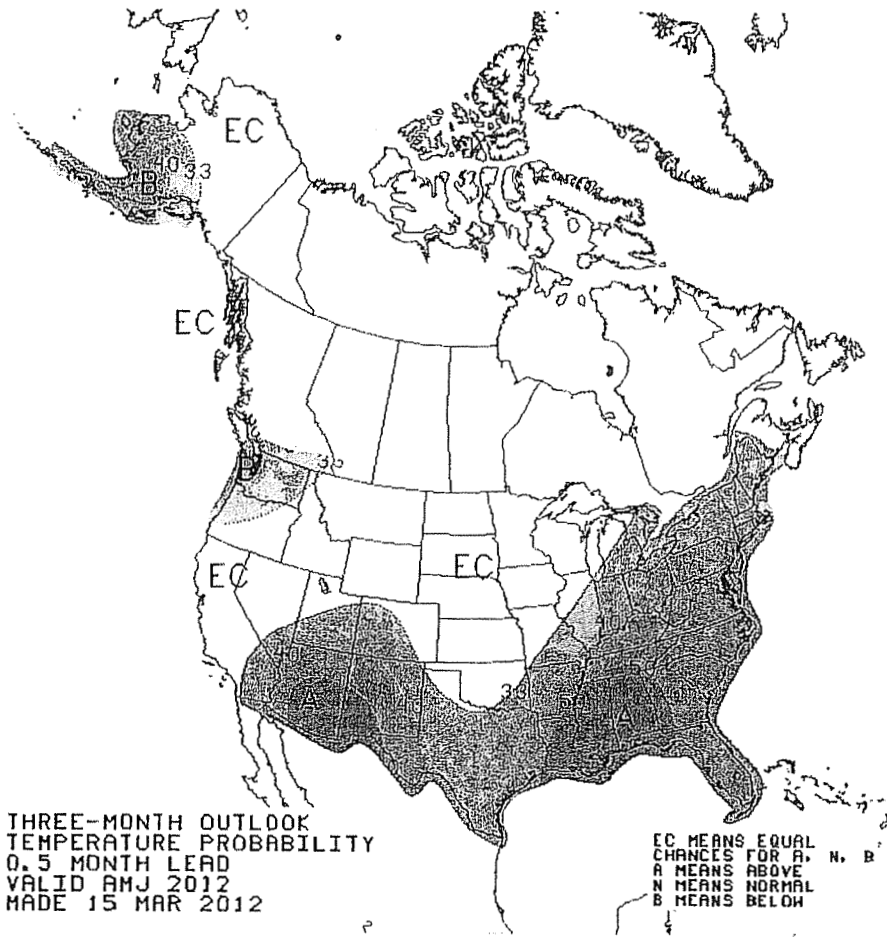 EC
40 33
B
EC
33
B
EC
EC
40
A
33
A
THREE-MONTH OUTLOOK
TEMPERATURE PROBABILITY
0.5 MONTH LEAD
VALID AMJ 2012
MADE 15 MAR 2012
EC MEANS EQUAL
CHANCES FOR A, N, B
A MEANS ABOVE
N MEANS NORMAL
B MEANS BELOW